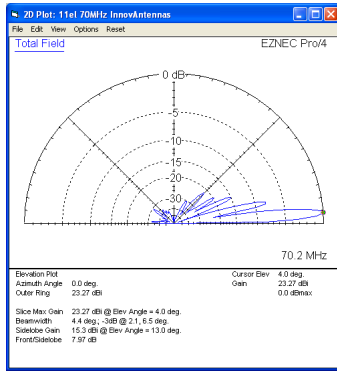 2D Plot: 11el 70MHz InnovAntennas
File Edit View Options Reset
Total Field
EZNEC Pro/4
0 dB
-5
-10
-15
-20
-30
70.2 MHz
Elevation Plot
Azimuth Angle 0.0 deg.
Outer Ring 23.27 dBi
Cursor Elev 4.0 deg.
Gain 23.27 dBi
0.0 dBmax
Slice Max Gain 23.27 dBi @ Elev Angle = 4.0 deg.
Beamwidth 4.4 deg.; -3dB @ 2.1, 6.5 deg.
Sidelobe Gain 15.3 dBi @ Elev Angle = 13.0 deg.
Front/Sidelobe 7.97 dB